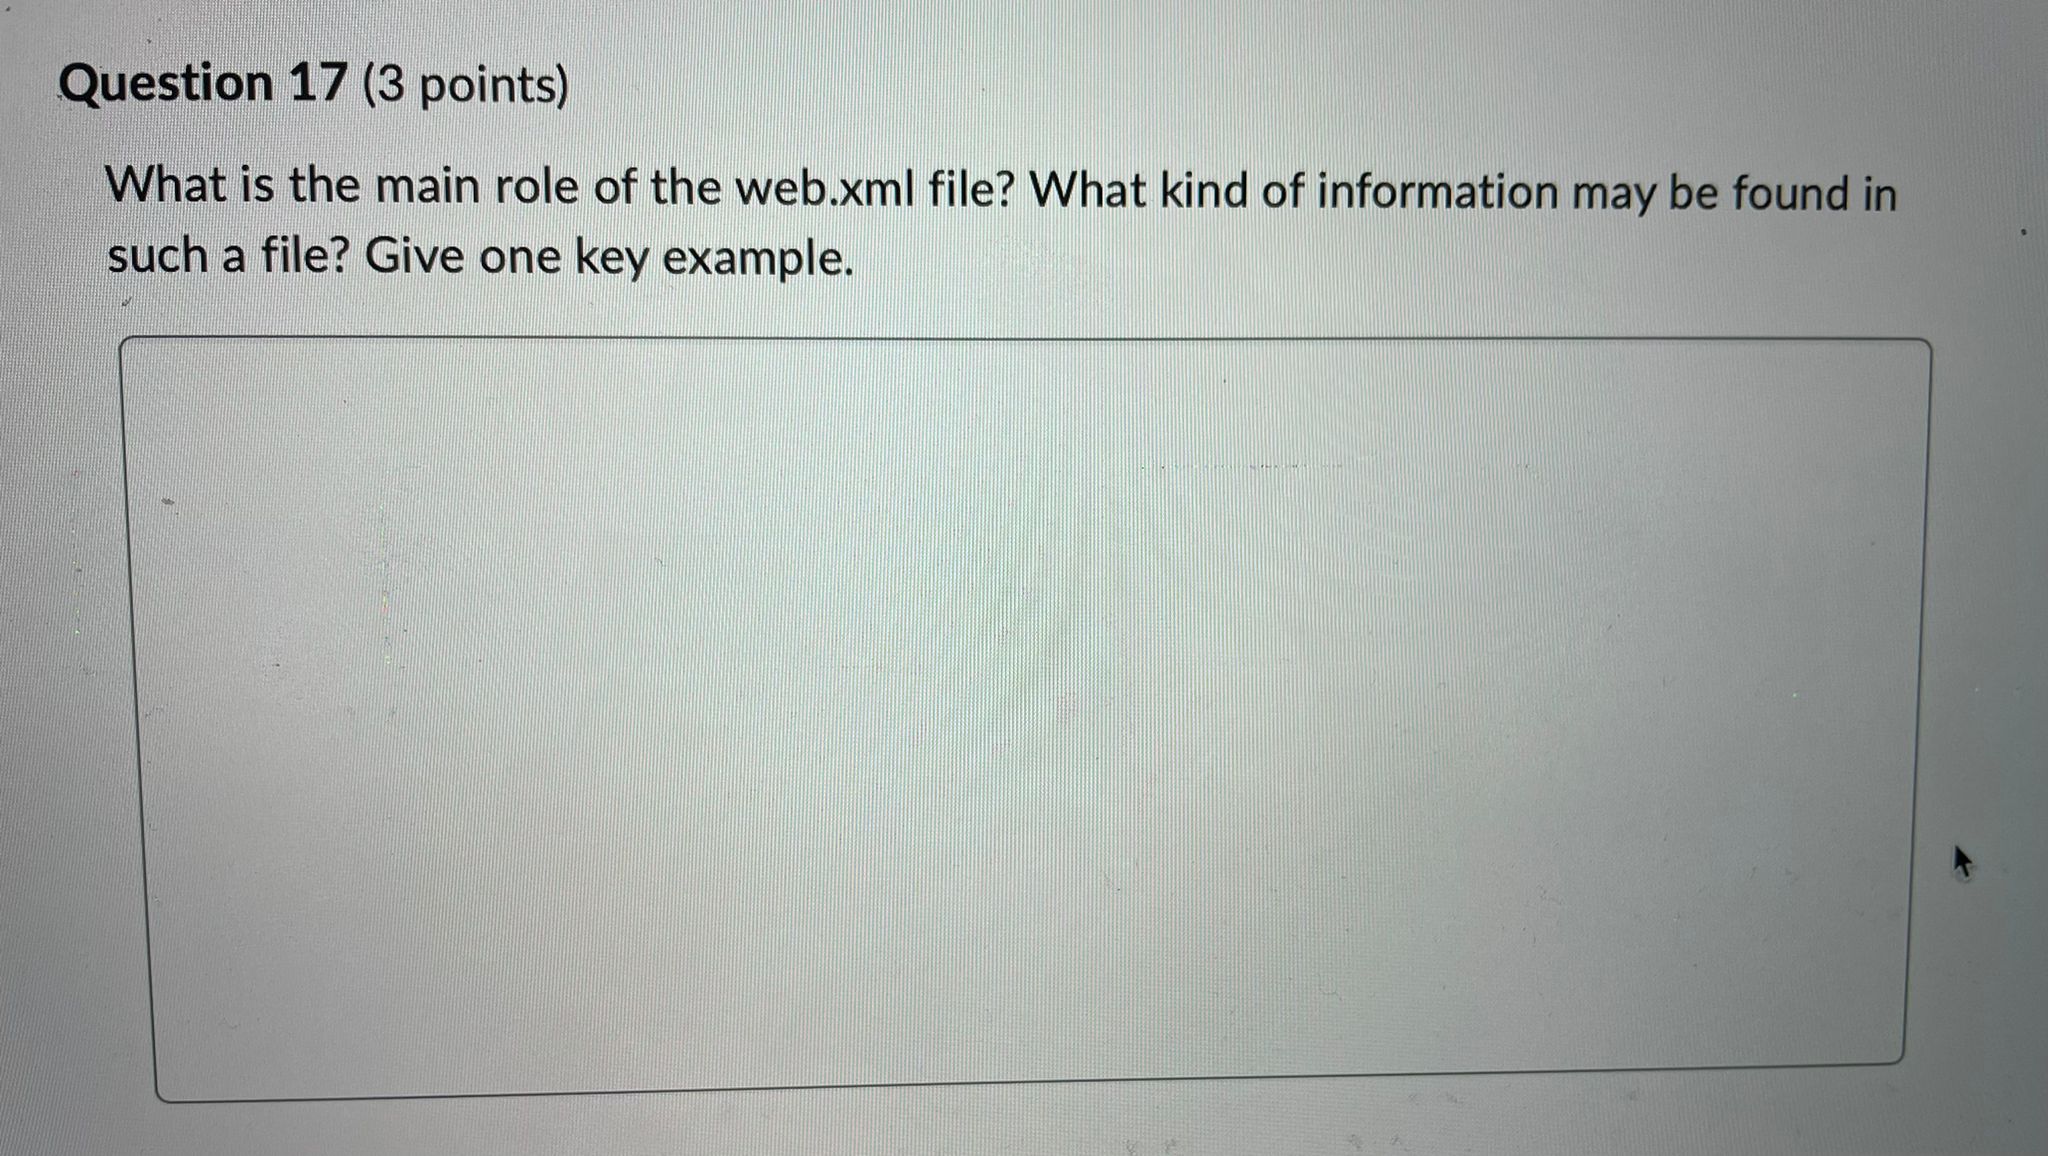 Question 17 (3 points)
What is the main role of the web.xml file? What kind of information may be found in
such a file? Give one key example.